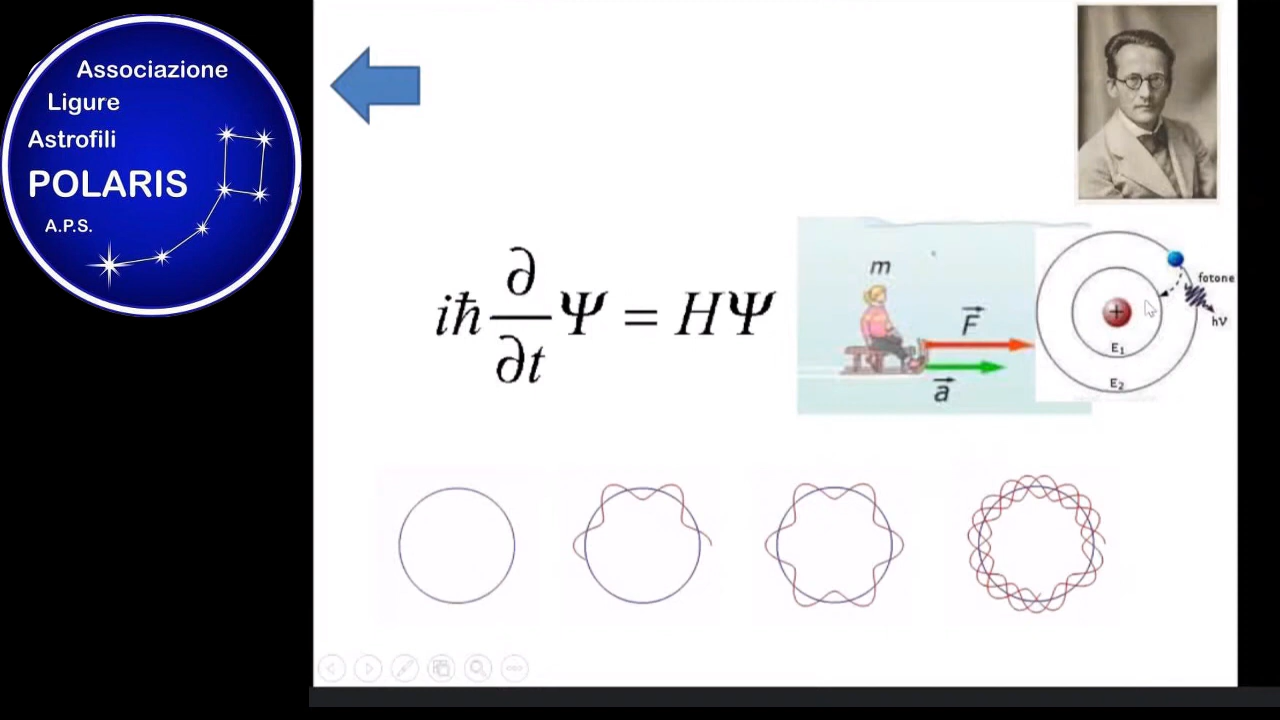 Associazione
Ligure
Astrofili
POLARIS
A.P.S.
iħ ∂/∂t Ψ = HΨ
m
F⃗
a⃗
+
fotone
hν
E₁
E₂